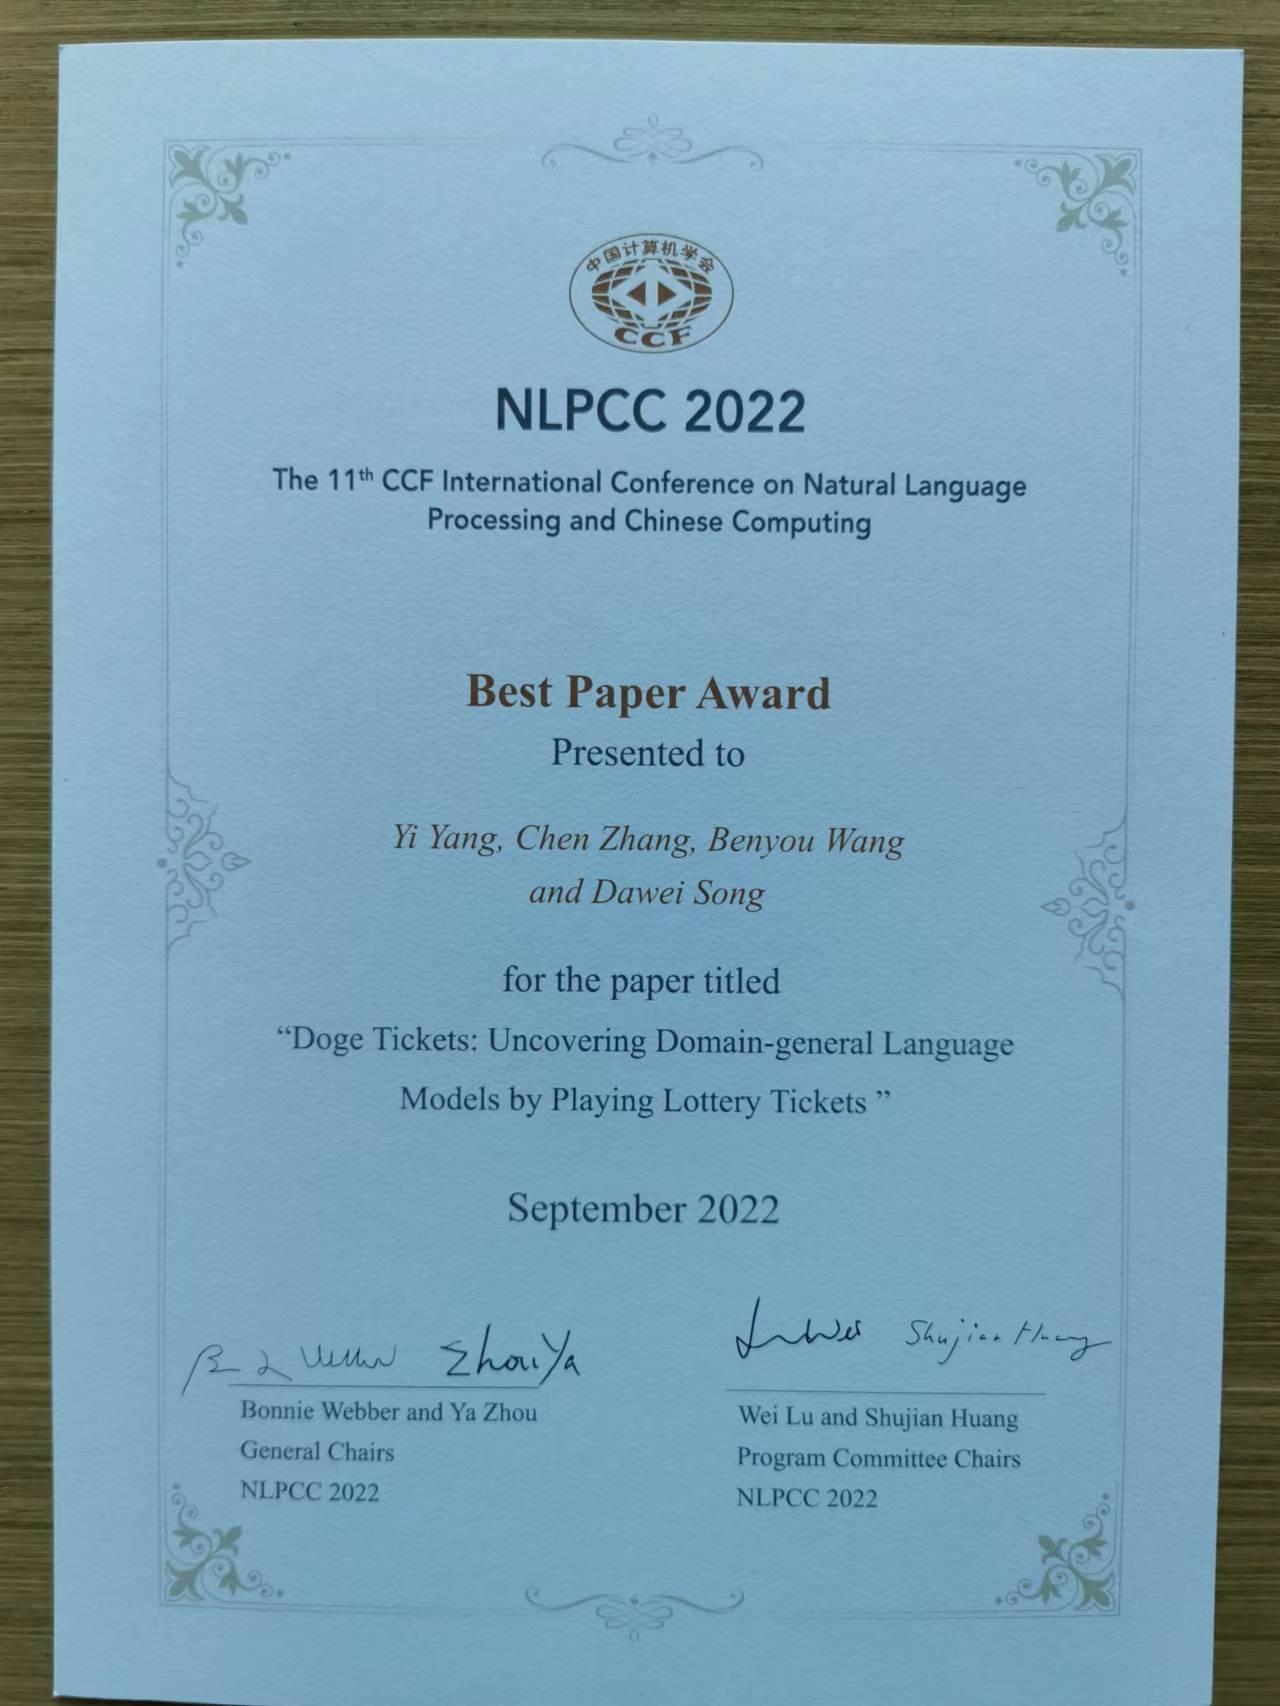 中国计算机学会
CCF
NLPCC 2022
The 11th CCF International Conference on Natural Language
Processing and Chinese Computing
Best Paper Award
Presented to
Yi Yang, Chen Zhang, Benyou Wang
and Dawei Song
for the paper titled
“Doge Tickets: Uncovering Domain-general Language
Models by Playing Lottery Tickets ”
September 2022
Zhou Ya
Lu Wei Shujian Huang
Bonnie Webber and Ya Zhou
General Chairs
NLPCC 2022
Wei Lu and Shujian Huang
Program Committee Chairs
NLPCC 2022